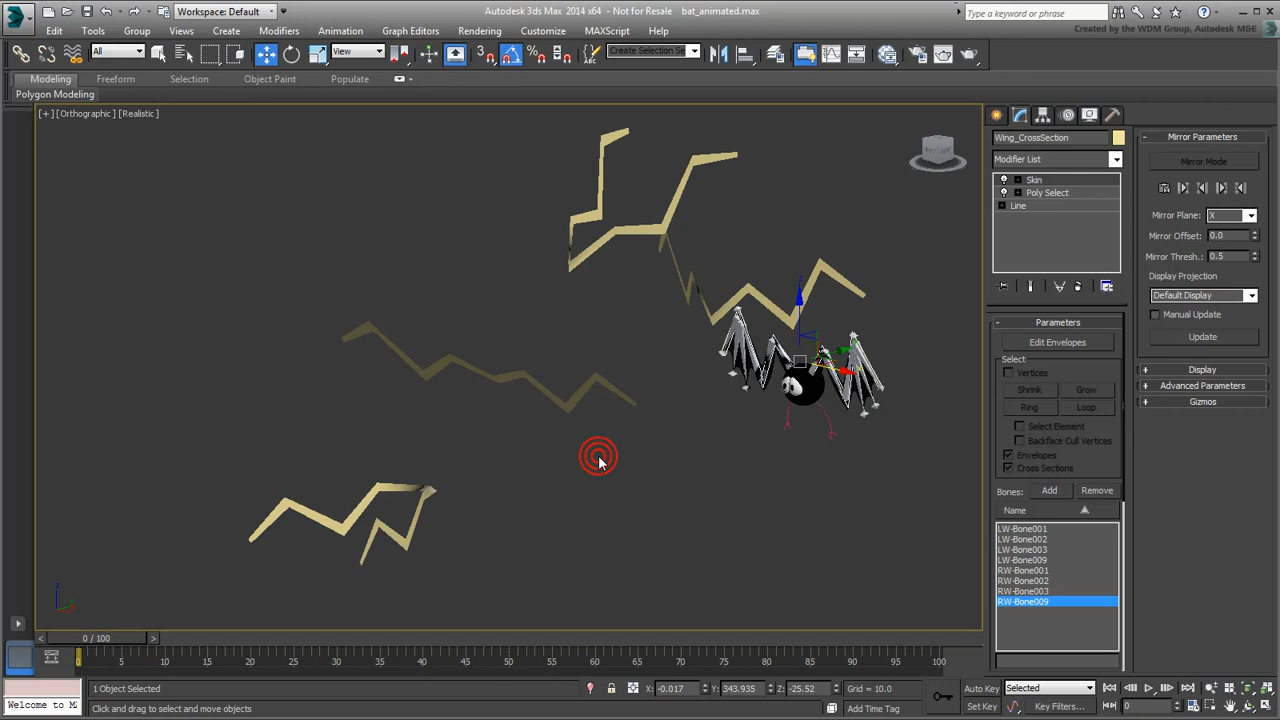 Workspace: Default
Autodesk 3ds Max 2014 x64 - Not for Resale bat_animated.max
Type a keyword or phrase
Created by the WDM Group, Autodesk M&E
Edit Tools Group Views Create Modifiers Animation Graph Editors Rendering Customize MAXScript Help
All
View
Create Selection Se
Modeling Freeform Selection Object Paint Populate
Polygon Modeling
[+] [Orthographic] [Realistic]
Wing_CrossSection
Modifier List
Skin
Poly Select
Line
Parameters
Edit Envelopes
Select
Vertices
Shrink Grow
Ring Loop
Select Element
Backface Cull Vertices
Envelopes
Cross Sections
Bones: Add Remove
Name
LW-Bone001
LW-Bone002
LW-Bone003
LW-Bone009
RW-Bone001
RW-Bone002
RW-Bone003
RW-Bone009
Mirror Parameters
Mirror Mode
Mirror Plane: X
Mirror Offset: 0.0
Mirror Thresh.: 0.5
Display Projection
Default Display
Manual Update
Update
Display
Advanced Parameters
Gizmos
0 / 100
0 5 10 15 20 25 30 35 40 45 50 55 60 65 70 75 80 85 90 95 100
1 Object Selected
X: -0.017 Y: 343.935 Z: -25.52 Grid = 10.0
Auto Key Selected
Welcome to M
Click and drag to select and move objects
Add Time Tag
Set Key Key Filters... 0